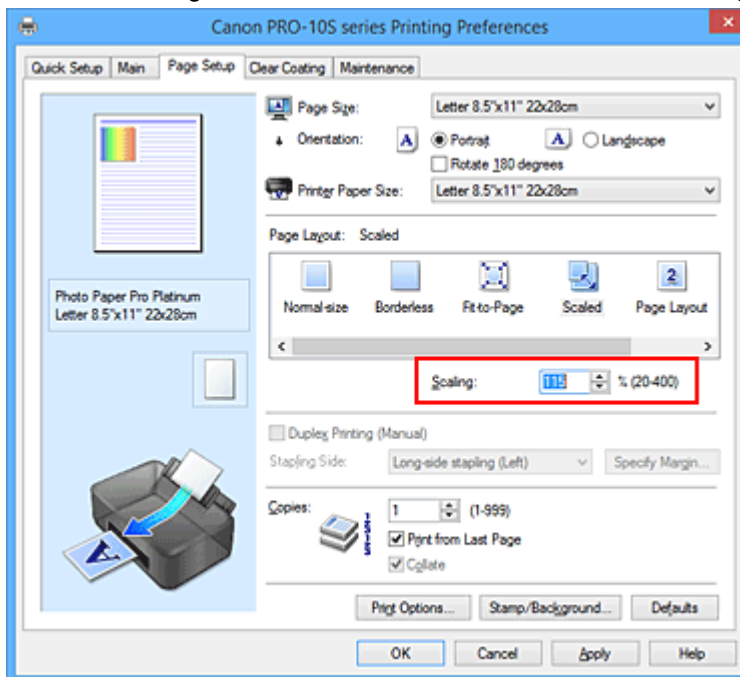 Canon PRO-10S series Printing Preferences
Quick Setup Main Page Setup Clear Coating Maintenance
Page Size: Letter 8.5"x11" 22x28cm
Orientation: A Portrait A Landscape
Rotate 180 degrees
Printer Paper Size: Letter 8.5"x11" 22x28cm
Page Layout: Scaled
Normal-size Borderless Fit-to-Page Scaled 2 Page Layout
Photo Paper Pro Platinum
Letter 8.5"x11" 22x28cm
Scaling: 115 % (20-400)
Duplex Printing (Manual)
Stapling Side: Long-side stapling (Left) Specify Margin...
Copies: 1 (1-999)
Print from Last Page
Collate
A
Print Options... Stamp/Background... Defaults
OK Cancel Apply Help